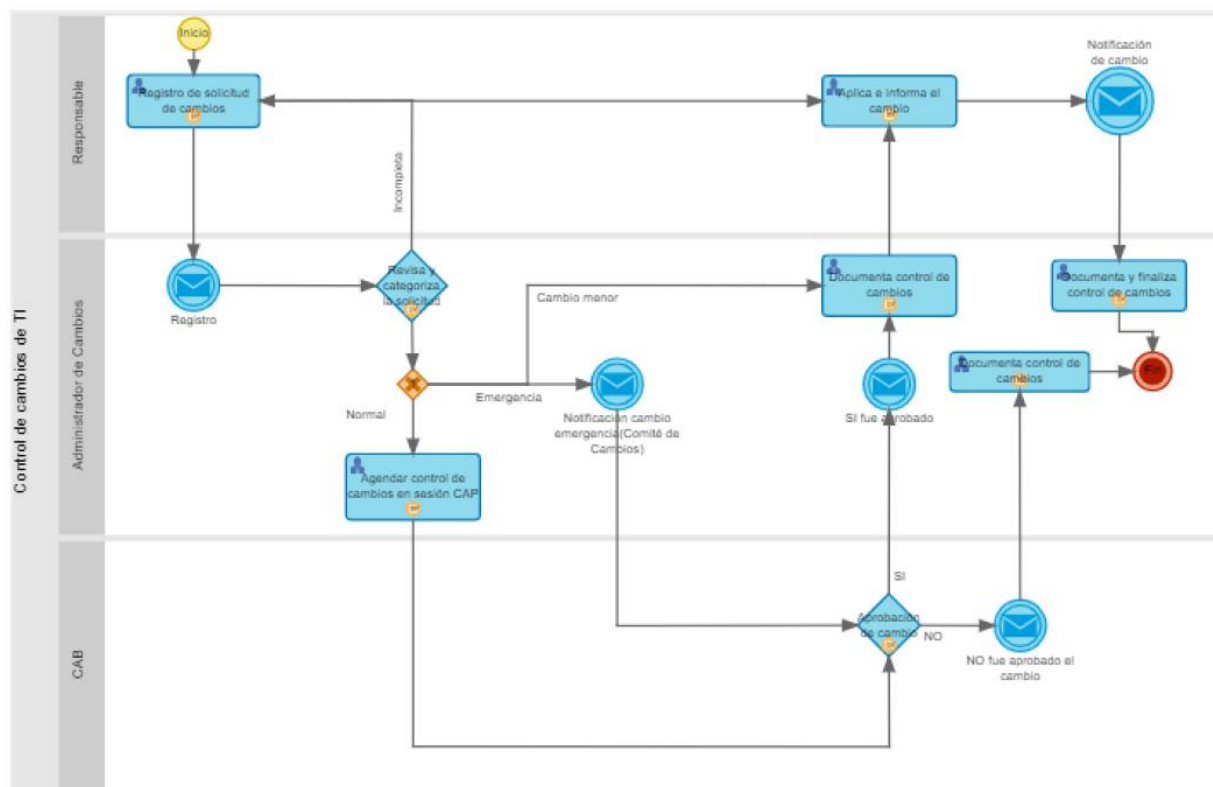 Control de cambios de TI
Responsable
Inicio
Registro de solicitud
de cambios
Incompleta
Aplica e informa el
cambio
Notificación
de cambio
Administrador de Cambios
Registro
Revisa y
categoriza
la solicitud
Cambio menor
Emergencia
Normal
Notificación cambio
emergencia(Comité de
Cambios)
Agendar control de
cambios en sesión CAP
Documenta control de
cambios
SI fue aprobado
Documenta y finaliza
control de cambios
Documenta control de
cambios
Fin
CAB
SI
Aprobación
de cambio
NO
NO fue aprobado el
cambio